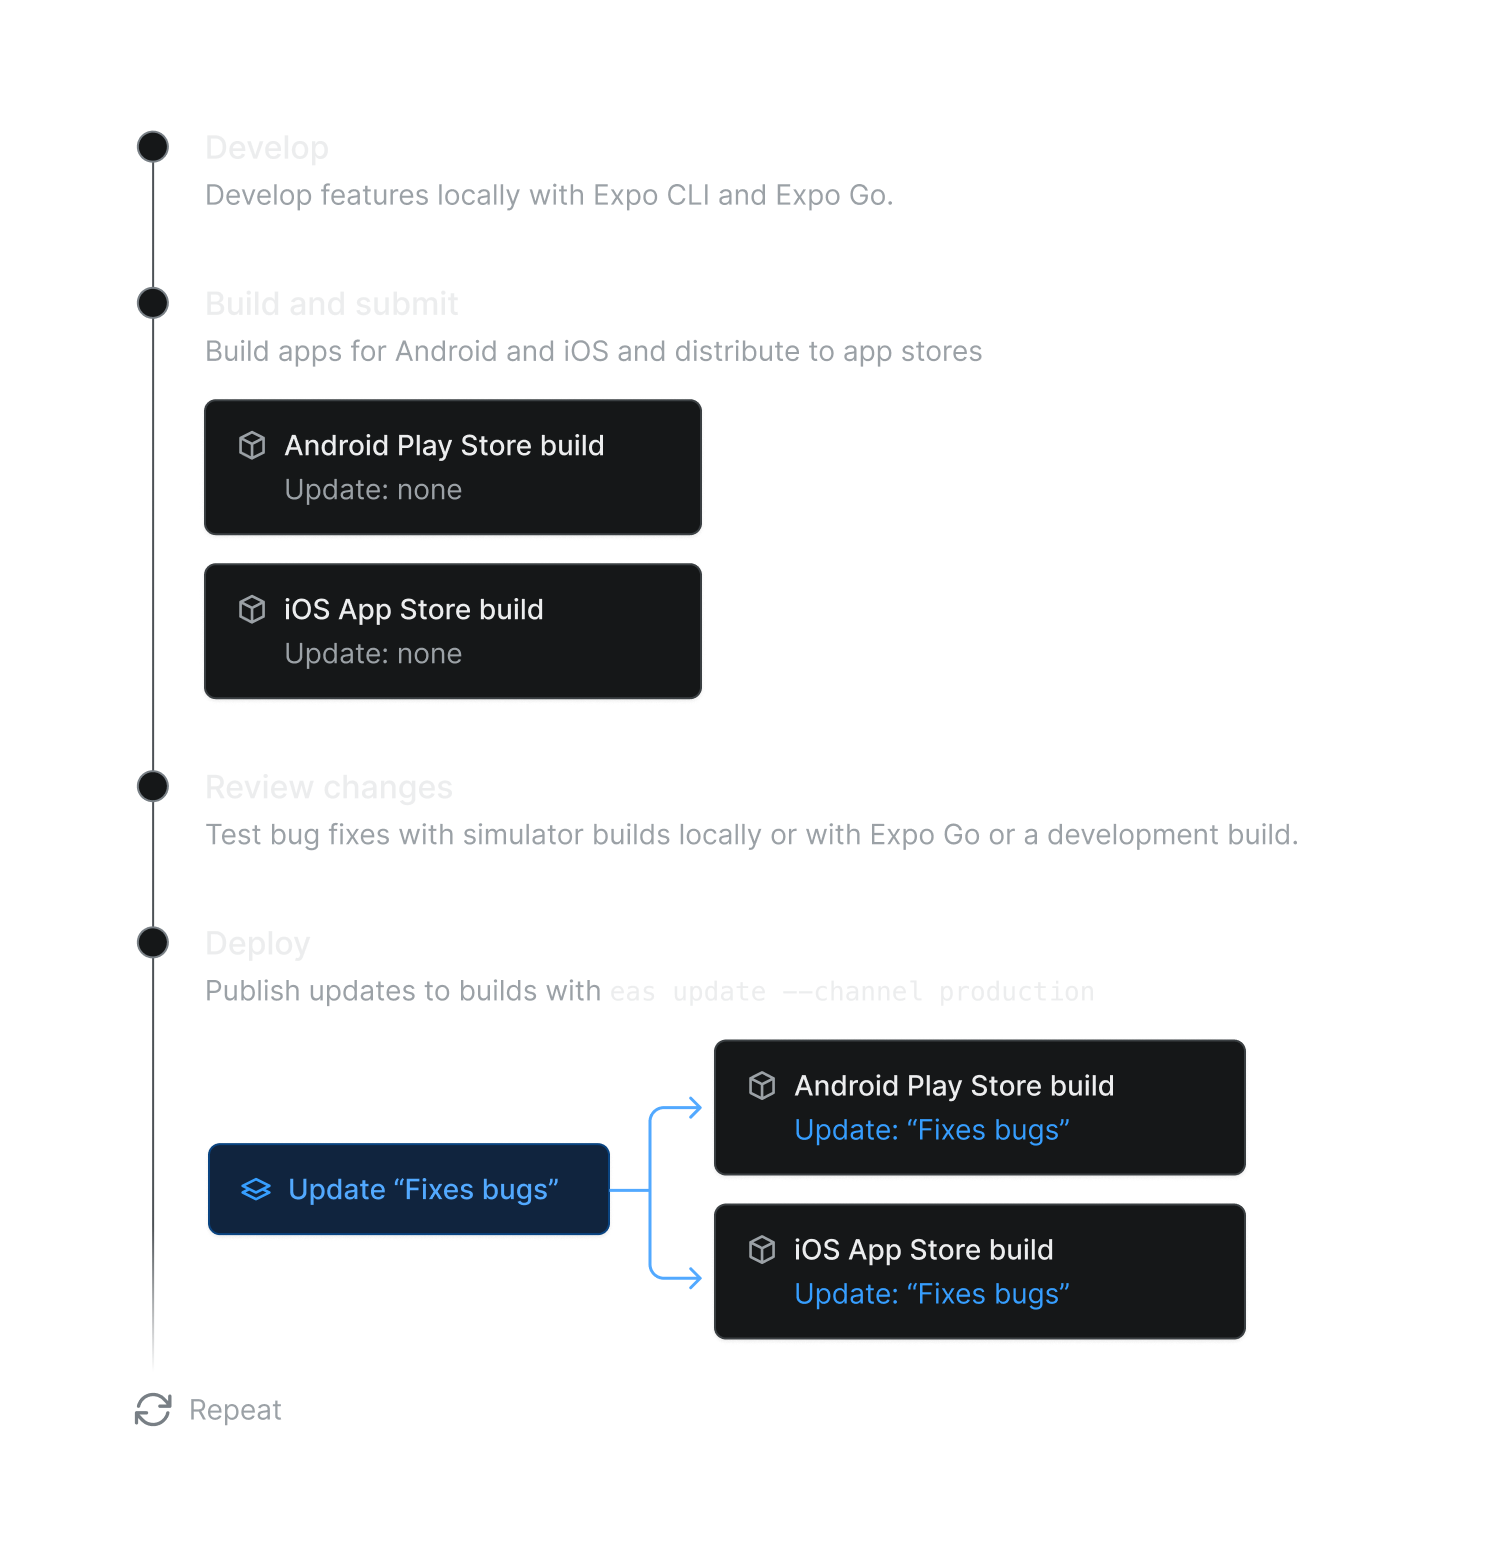 Develop
Develop features locally with Expo CLI and Expo Go.
Build and submit
Build apps for Android and iOS and distribute to app stores
Android Play Store build
Update: none
iOS App Store build
Update: none
Review changes
Test bug fixes with simulator builds locally or with Expo Go or a development build.
Deploy
Publish updates to builds with eas update --channel production
Update “Fixes bugs”
Android Play Store build
Update: “Fixes bugs”
iOS App Store build
Update: “Fixes bugs”
Repeat